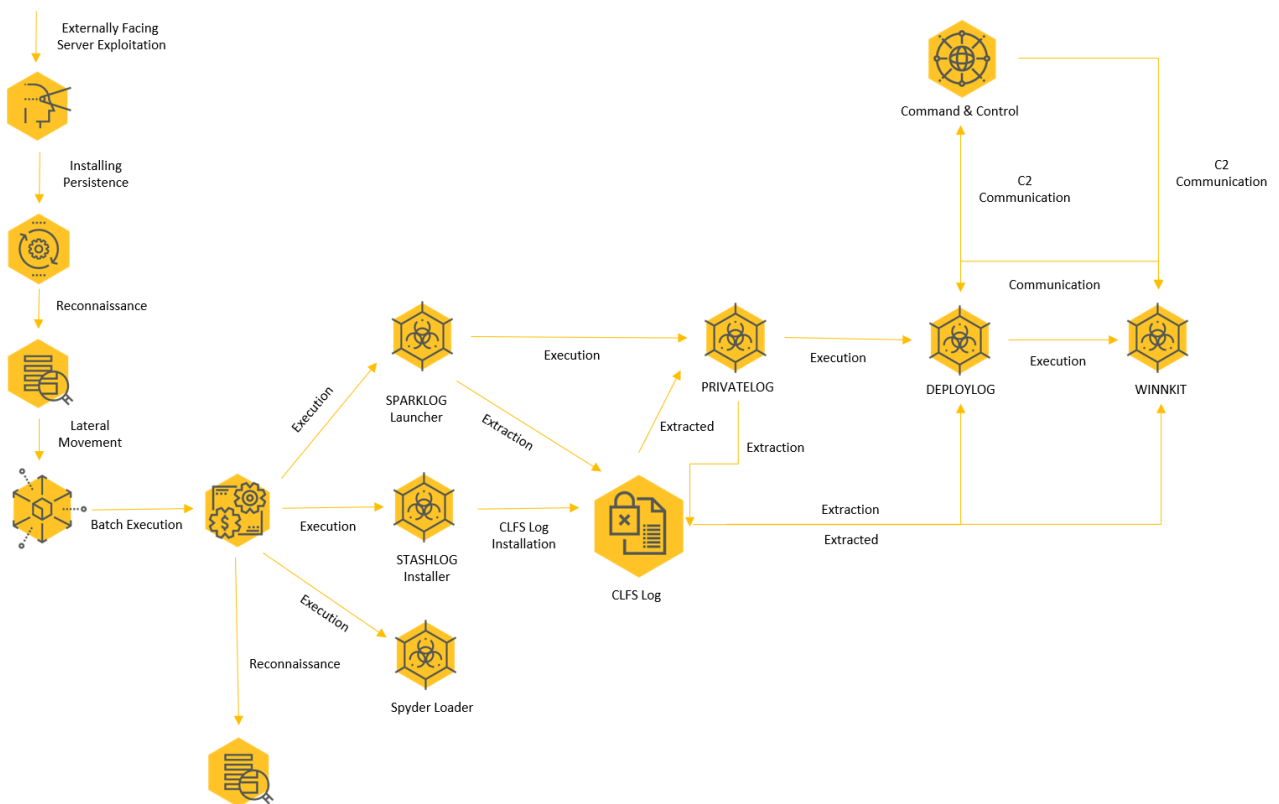 Externally Facing
Server Exploitation
Command & Control
Installing
Persistence
C2
Communication
C2
Communication
Reconnaissance
Communication
Execution
Execution
Execution
PRIVATELOG
DEPLOYLOG
WINNKIT
SPARKLOG
Launcher
Execution
Lateral
Movement
Extraction
Extracted
Extraction
Batch Execution
Execution
CLFS Log
Installation
Extraction
Extracted
STASHLOG
Installer
CLFS Log
Execution
Reconnaissance
Spyder Loader